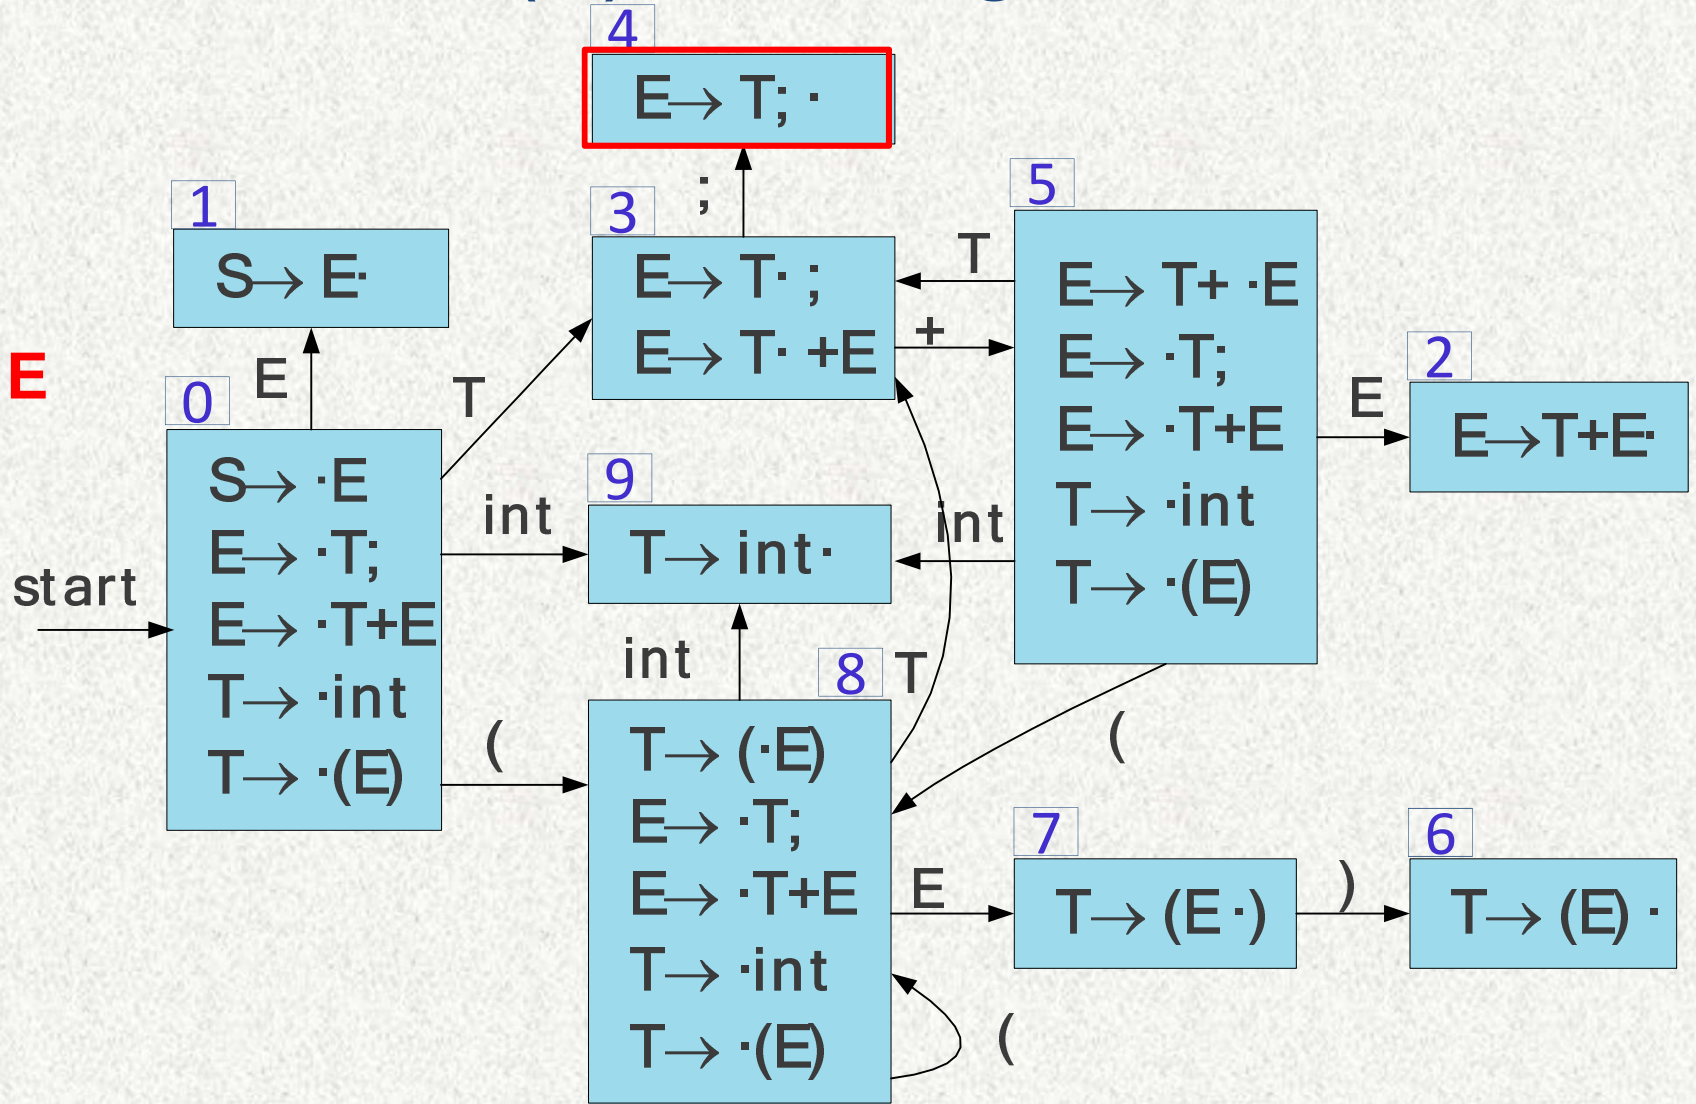 4
E→ T; ·
1
S→ E·
;
3
E→ T· ;
E→ T· +E
T
+
5
E→ T+ ·E
E→ ·T;
E→ ·T+E
T→ ·int
T→ ·(E)
E
2
E→T+E·
E
E
T
0
S→ ·E
E→ ·T;
E→ ·T+E
T→ ·int
T→ ·(E)
start
int
9
T→ int·
int
int
(
8
T
T→ (·E)
E→ ·T;
E→ ·T+E
T→ ·int
T→ ·(E)
(
E
7
T→ (E ·)
)
6
T→ (E) ·
(